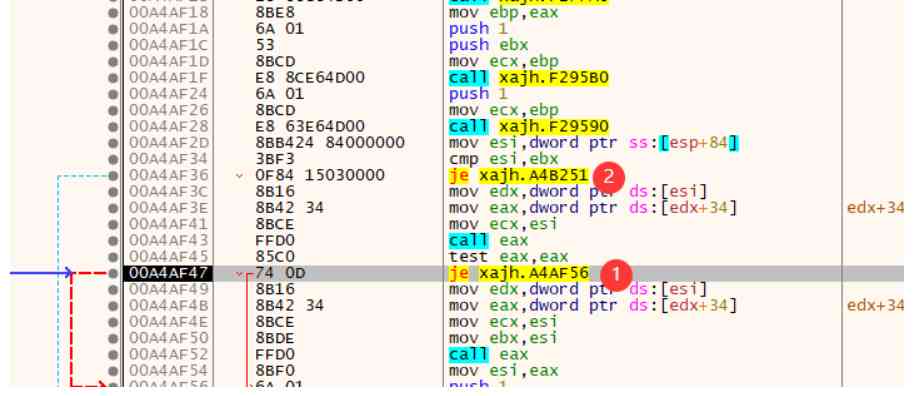 00A4AF18 8BE8 mov ebp,eax
00A4AF1A 6A 01 push 1
00A4AF1C 53 push ebx
00A4AF1D 8BCD mov ecx,ebp
00A4AF1F E8 8CE64D00 call xajh.F295B0
00A4AF24 6A 01 push 1
00A4AF26 8BCD mov ecx,ebp
00A4AF28 E8 63E64D00 call xajh.F29590
00A4AF2D 8BB424 84000000 mov esi,dword ptr ss:[esp+84]
00A4AF34 3BF3 cmp esi,ebx
00A4AF36 0F84 15030000 je xajh.A4B251 2
00A4AF3C 8B16 mov edx,dword ptr ds:[esi]
00A4AF3E 8B42 34 mov eax,dword ptr ds:[edx+34] edx+34
00A4AF41 8BCE mov ecx,esi
00A4AF43 FFD0 call eax
00A4AF45 85C0 test eax,eax
00A4AF47 74 0D je xajh.A4AF56 1
00A4AF49 8B16 mov edx,dword ptr ds:[esi]
00A4AF4B 8B42 34 mov eax,dword ptr ds:[edx+34] edx+34
00A4AF4E 8BCE mov ecx,esi
00A4AF50 8BDE mov ebx,esi
00A4AF52 FFD0 call eax
00A4AF54 8BF0 mov esi,eax
00A4AF56 6A 01 push 1